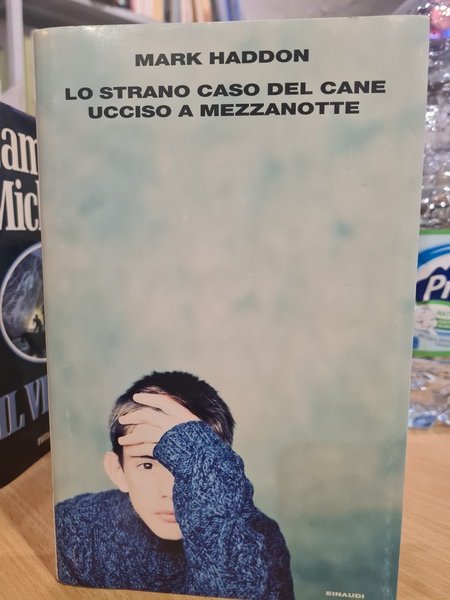 MARK HADDON
LO STRANO CASO DEL CANE
UCCISO A MEZZANOTTE
EINAUDI